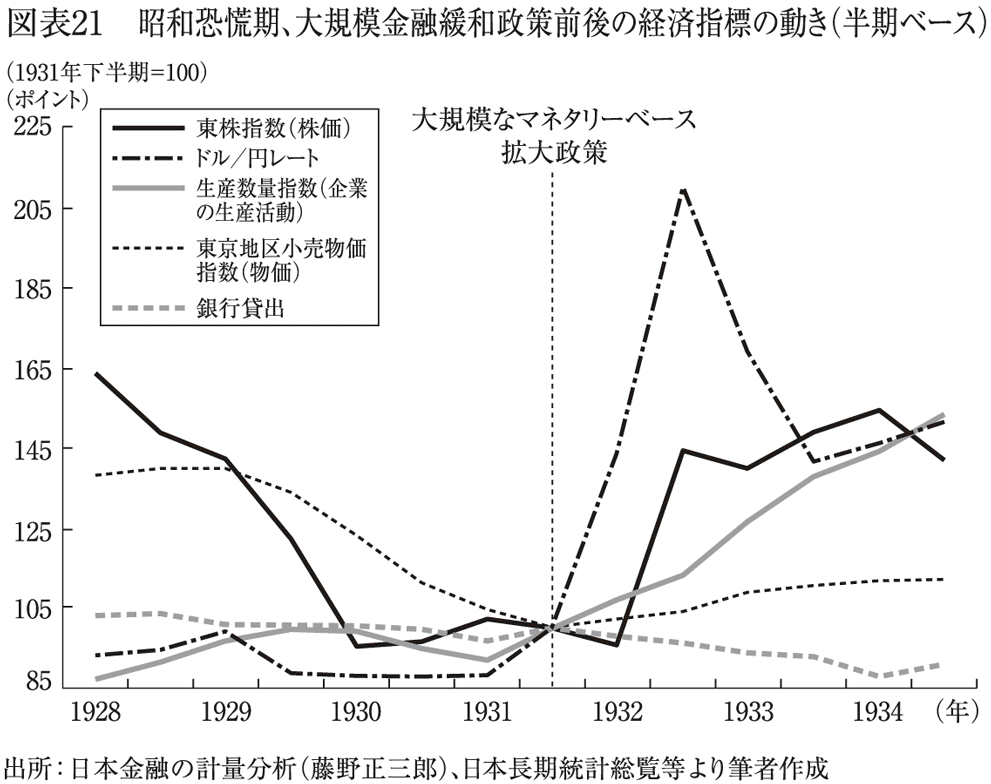 図表21 昭和恐慌期、大規模金融緩和政策前後の経済指標の動き(半期ベース)
(1931年下半期=100)
(ポイント)
225
205
185
165
145
125
105
85
東株指数(株価)
ドル/円レート
生産数量指数(企業
の生産活動)
東京地区小売物価
指数(物価)
銀行貸出
大規模なマネタリーベース
拡大政策
1928 1929 1930 1931 1932 1933 1934 (年)
出所:日本金融の計量分析(藤野正三郎)、日本長期統計総覧等より筆者作成